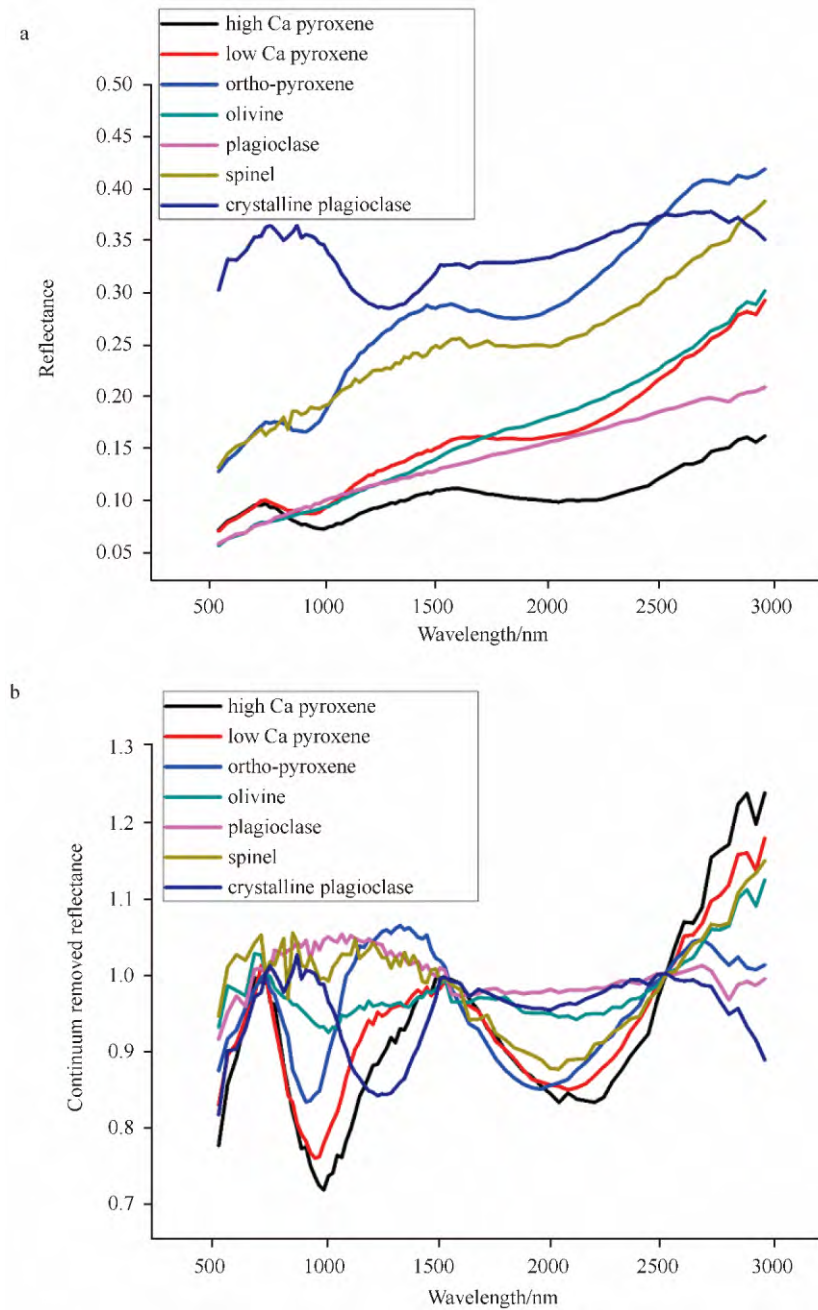 a
high Ca pyroxene
low Ca pyroxene
ortho-pyroxene
olivine
plagioclase
spinel
crystalline plagioclase
0.50
0.45
0.40
0.35
0.30
0.25
0.20
0.15
0.10
0.05
Reflectance
500 1000 1500 2000 2500 3000
Wavelength/nm
b
high Ca pyroxene
low Ca pyroxene
ortho-pyroxene
olivine
plagioclase
spinel
crystalline plagioclase
1.3
1.2
1.1
1.0
0.9
0.8
0.7
Continuum removed reflectance
500 1000 1500 2000 2500 3000
Wavelength/nm